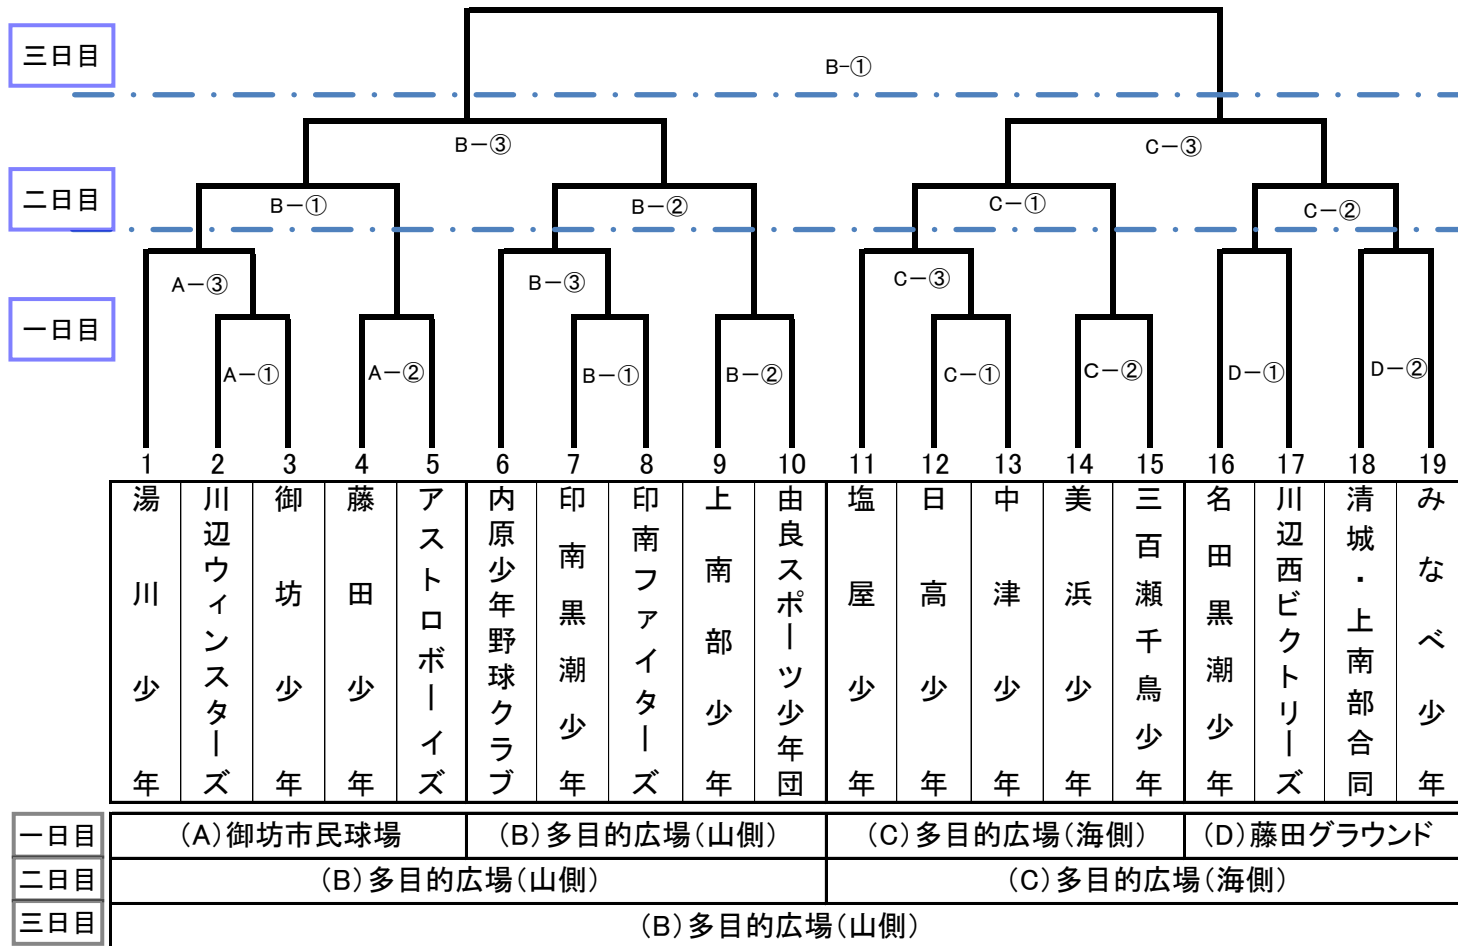 三日目
B-①
B－③
C－③
二日目
B－①
B－②
C－①
C－②
A－③
B－③
C－③
一日目
A－①
A－②
B－①
B－②
C－①
C－②
D－①
D－②
1 2 3 4 5 6 7 8 9 10 11 12 13 14 15 16 17 18 19
湯川少年
川辺ウィンスターズ
御坊少年
藤田少年
アストロボーイズ
内原少年野球クラブ
印南黒潮少年
印南ファイターズ
上南部少年
由良スポーツ少年団
塩屋少年
日高少年
中津少年
美浜少年
三百瀬千鳥少年
名田黒潮少年
川辺西ビクトリーズ
清城・上南部合同
みなべ少年
一日目 (A)御坊市民球場 (B)多目的広場(山側) (C)多目的広場(海側) (D)藤田グラウンド
二日目 (B)多目的広場(山側) (C)多目的広場(海側)
三日目 (B)多目的広場(山側)